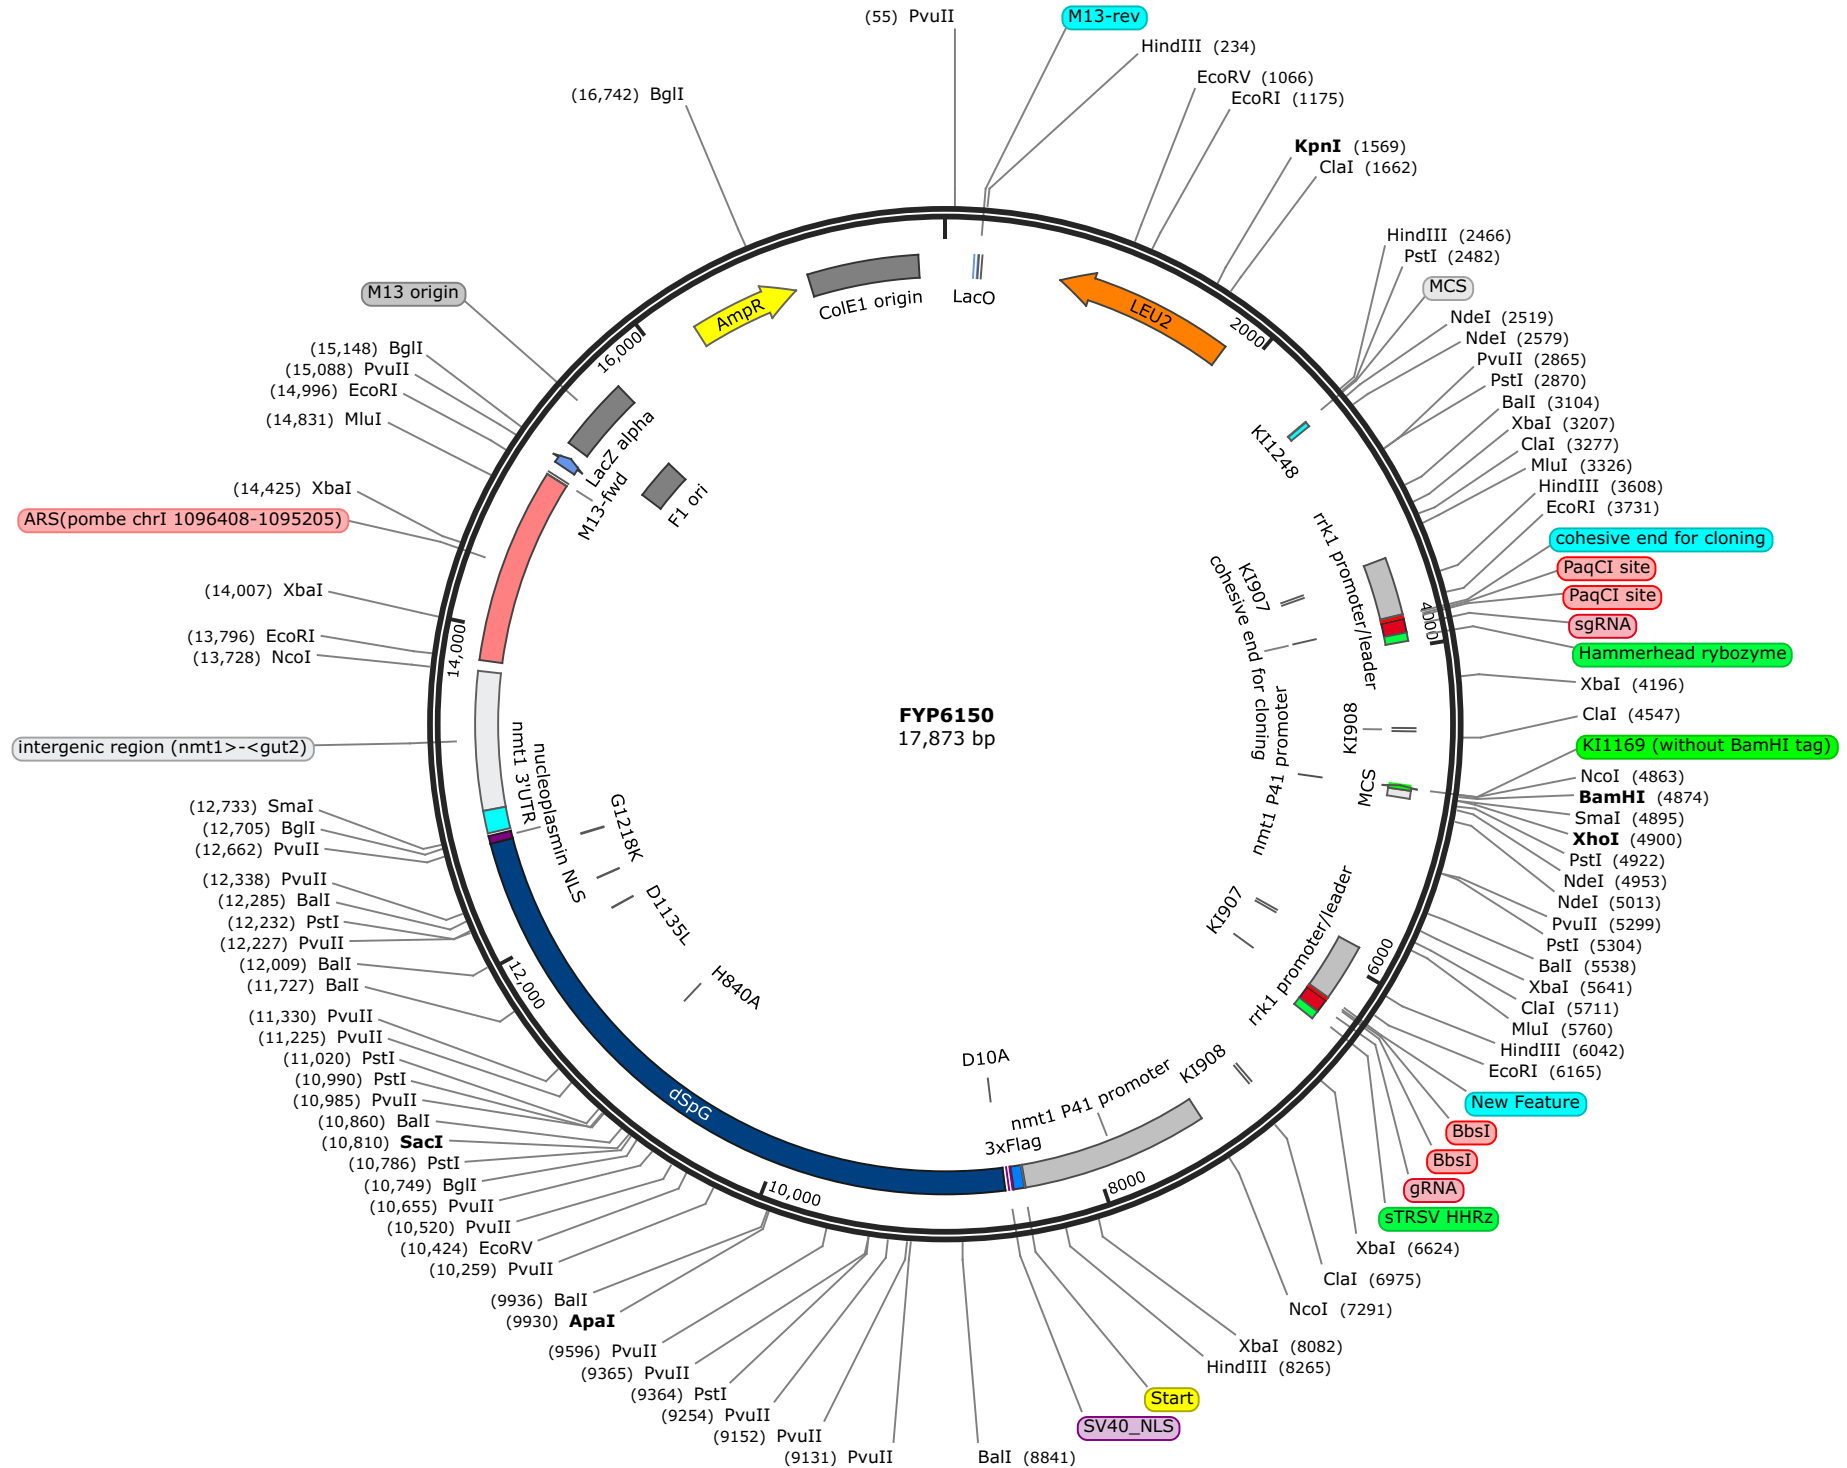 (55) PvuII
M13-rev
HindIII (234)
EcoRV (1066)
EcoRI (1175)
KpnI (1569)
ClaI (1662)
HindIII (2466)
PstI (2482)
MCS
NdeI (2519)
NdeI (2579)
PvuII (2865)
PstI (2870)
BalI (3104)
XbaI (3207)
ClaI (3277)
MluI (3326)
HindIII (3608)
EcoRI (3731)
cohesive end for cloning
PaqCI site
PaqCI site
sgRNA
Hammerhead rybozyme
XbaI (4196)
ClaI (4547)
KI1169 (without BamHI tag)
NcoI (4863)
BamHI (4874)
SmaI (4895)
XhoI (4900)
PstI (4922)
NdeI (4953)
NdeI (5013)
PvuII (5299)
PstI (5304)
BalI (5538)
XbaI (5641)
ClaI (5711)
MluI (5760)
HindIII (6042)
EcoRI (6165)
New Feature
BbsI
BbsI
gRNA
sTRSV HHRz
XbaI (6624)
ClaI (6975)
NcoI (7291)
XbaI (8082)
HindIII (8265)
Start
SV40_NLS
BalI (8841)
(9131) PvuII
(9152) PvuII
(9254) PvuII
(9364) PstI
(9365) PvuII
(9596) PvuII
(9930) ApaI
(9936) BalI
(10,259) PvuII
(10,424) EcoRV
(10,520) PvuII
(10,655) PvuII
(10,749) BglI
(10,786) PstI
(10,810) SacI
(10,860) BalI
(10,985) PvuII
(10,990) PstI
(11,020) PstI
(11,225) PvuII
(11,330) PvuII
(11,727) BalI
(12,009) BalI
(12,227) PvuII
(12,232) PstI
(12,285) BalI
(12,338) PvuII
(12,662) PvuII
(12,705) BglI
(12,733) SmaI
intergenic region (nmt1>-<gut2)
(13,728) NcoI
(13,796) EcoRI
(14,007) XbaI
ARS(pombe chrI 1096408-1095205)
(14,425) XbaI
(14,831) MluI
(14,996) EcoRI
(15,088) PvuII
(15,148) BglI
M13 origin
(16,742) BglI
2000
4000
6000
8000
10,000
12,000
14,000
16,000
AmpR
ColE1 origin
LacO
LEU2
KI1248
rrk1 promoter/leader
KI907
cohesive end for cloning
KI908
nmt1 P41 promoter
MCS
KI907
rrk1 promoter/leader
KI908
nmt1 P41 promoter
3xFlag
D10A
dSpG
H840A
D1135L
G1218K
nucleoplasmin NLS
nmt1 3'UTR
M13-fwd
LacZ alpha
F1 ori
FYP6150
17,873 bp